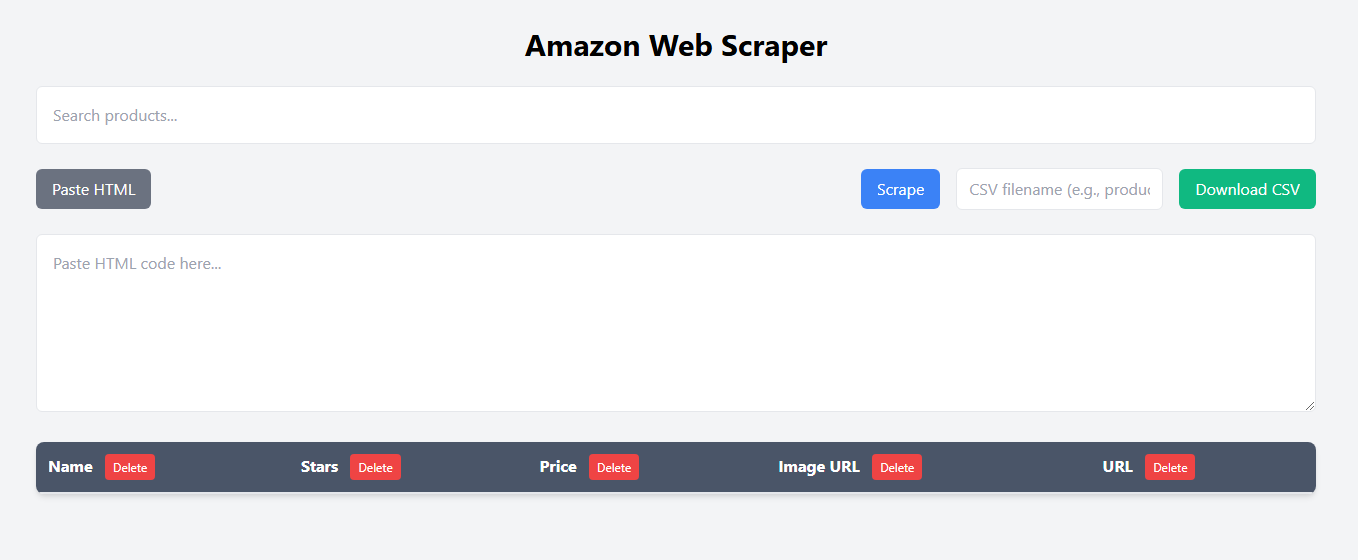 Amazon Web Scraper
Search products...
Paste HTML Scrape CSV filename (e.g., produc Download CSV
Paste HTML code here...
Name Delete Stars Delete Price Delete Image URL Delete URL Delete